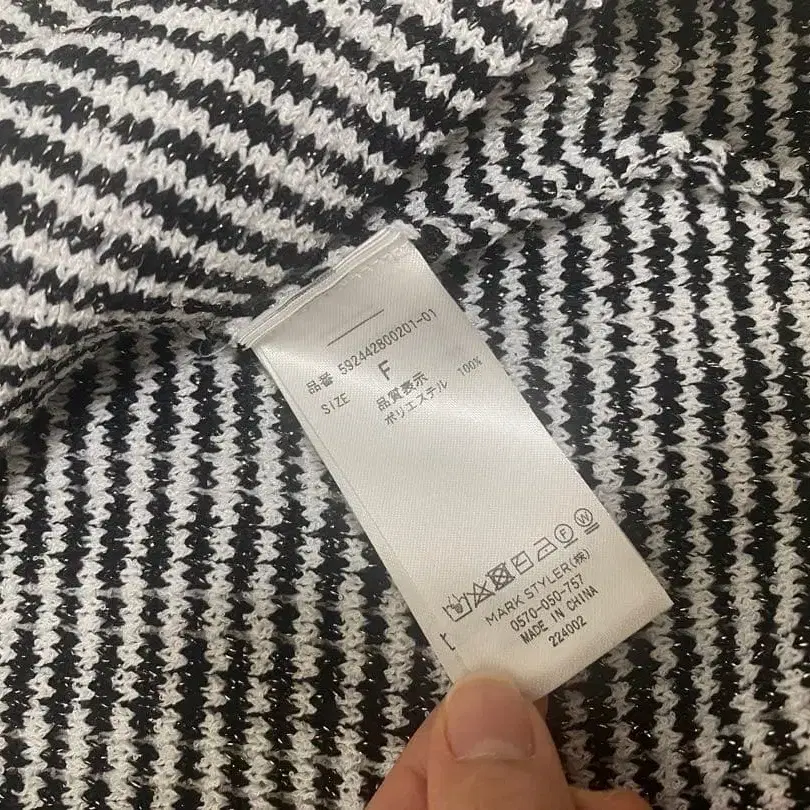 品番 592442800201-01
SIZE F
品質表示
ポリエステル 100%
F W
MARK STYLER(株)
0570-050-757
MADE IN CHINA
224002